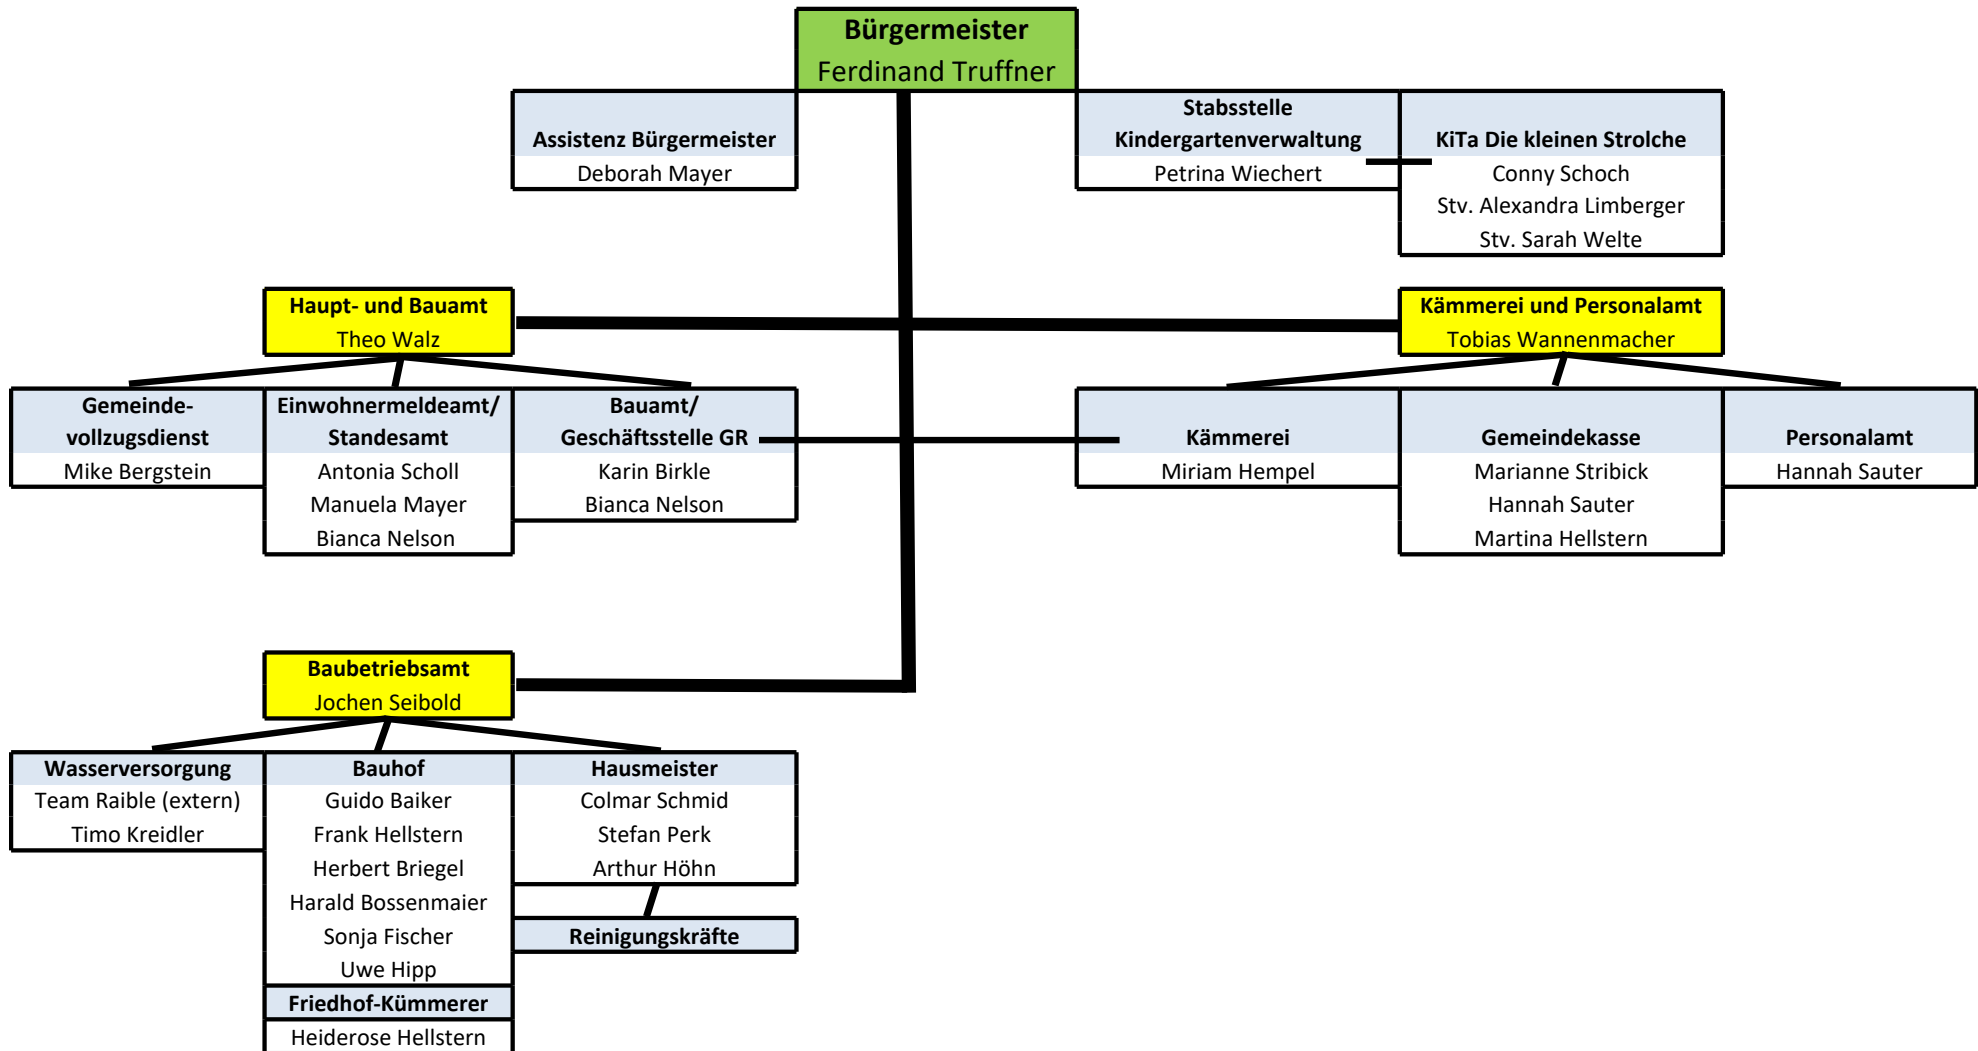 Bürgermeister
Ferdinand Truffner
Assistenz Bürgermeister
Deborah Mayer
Stabsstelle
Kindergartenverwaltung
Petrina Wiechert
KiTa Die kleinen Strolche
Conny Schoch
Stv. Alexandra Limberger
Stv. Sarah Welte
Haupt- und Bauamt
Theo Walz
Kämmerei und Personalamt
Tobias Wannenmacher
Gemeinde-
vollzugsdienst
Mike Bergstein
Einwohnermeldeamt/
Standesamt
Antonia Scholl
Manuela Mayer
Bianca Nelson
Bauamt/
Geschäftsstelle GR
Karin Birkle
Bianca Nelson
Kämmerei
Miriam Hempel
Gemeindekasse
Marianne Stribick
Hannah Sauter
Martina Hellstern
Personalamt
Hannah Sauter
Baubetriebsamt
Jochen Seibold
Wasserversorgung
Team Raible (extern)
Timo Kreidler
Bauhof
Guido Baiker
Frank Hellstern
Herbert Briegel
Harald Bossenmaier
Sonja Fischer
Uwe Hipp
Friedhof-Kümmerer
Heiderose Hellstern
Hausmeister
Colmar Schmid
Stefan Perk
Arthur Höhn
Reinigungskräfte